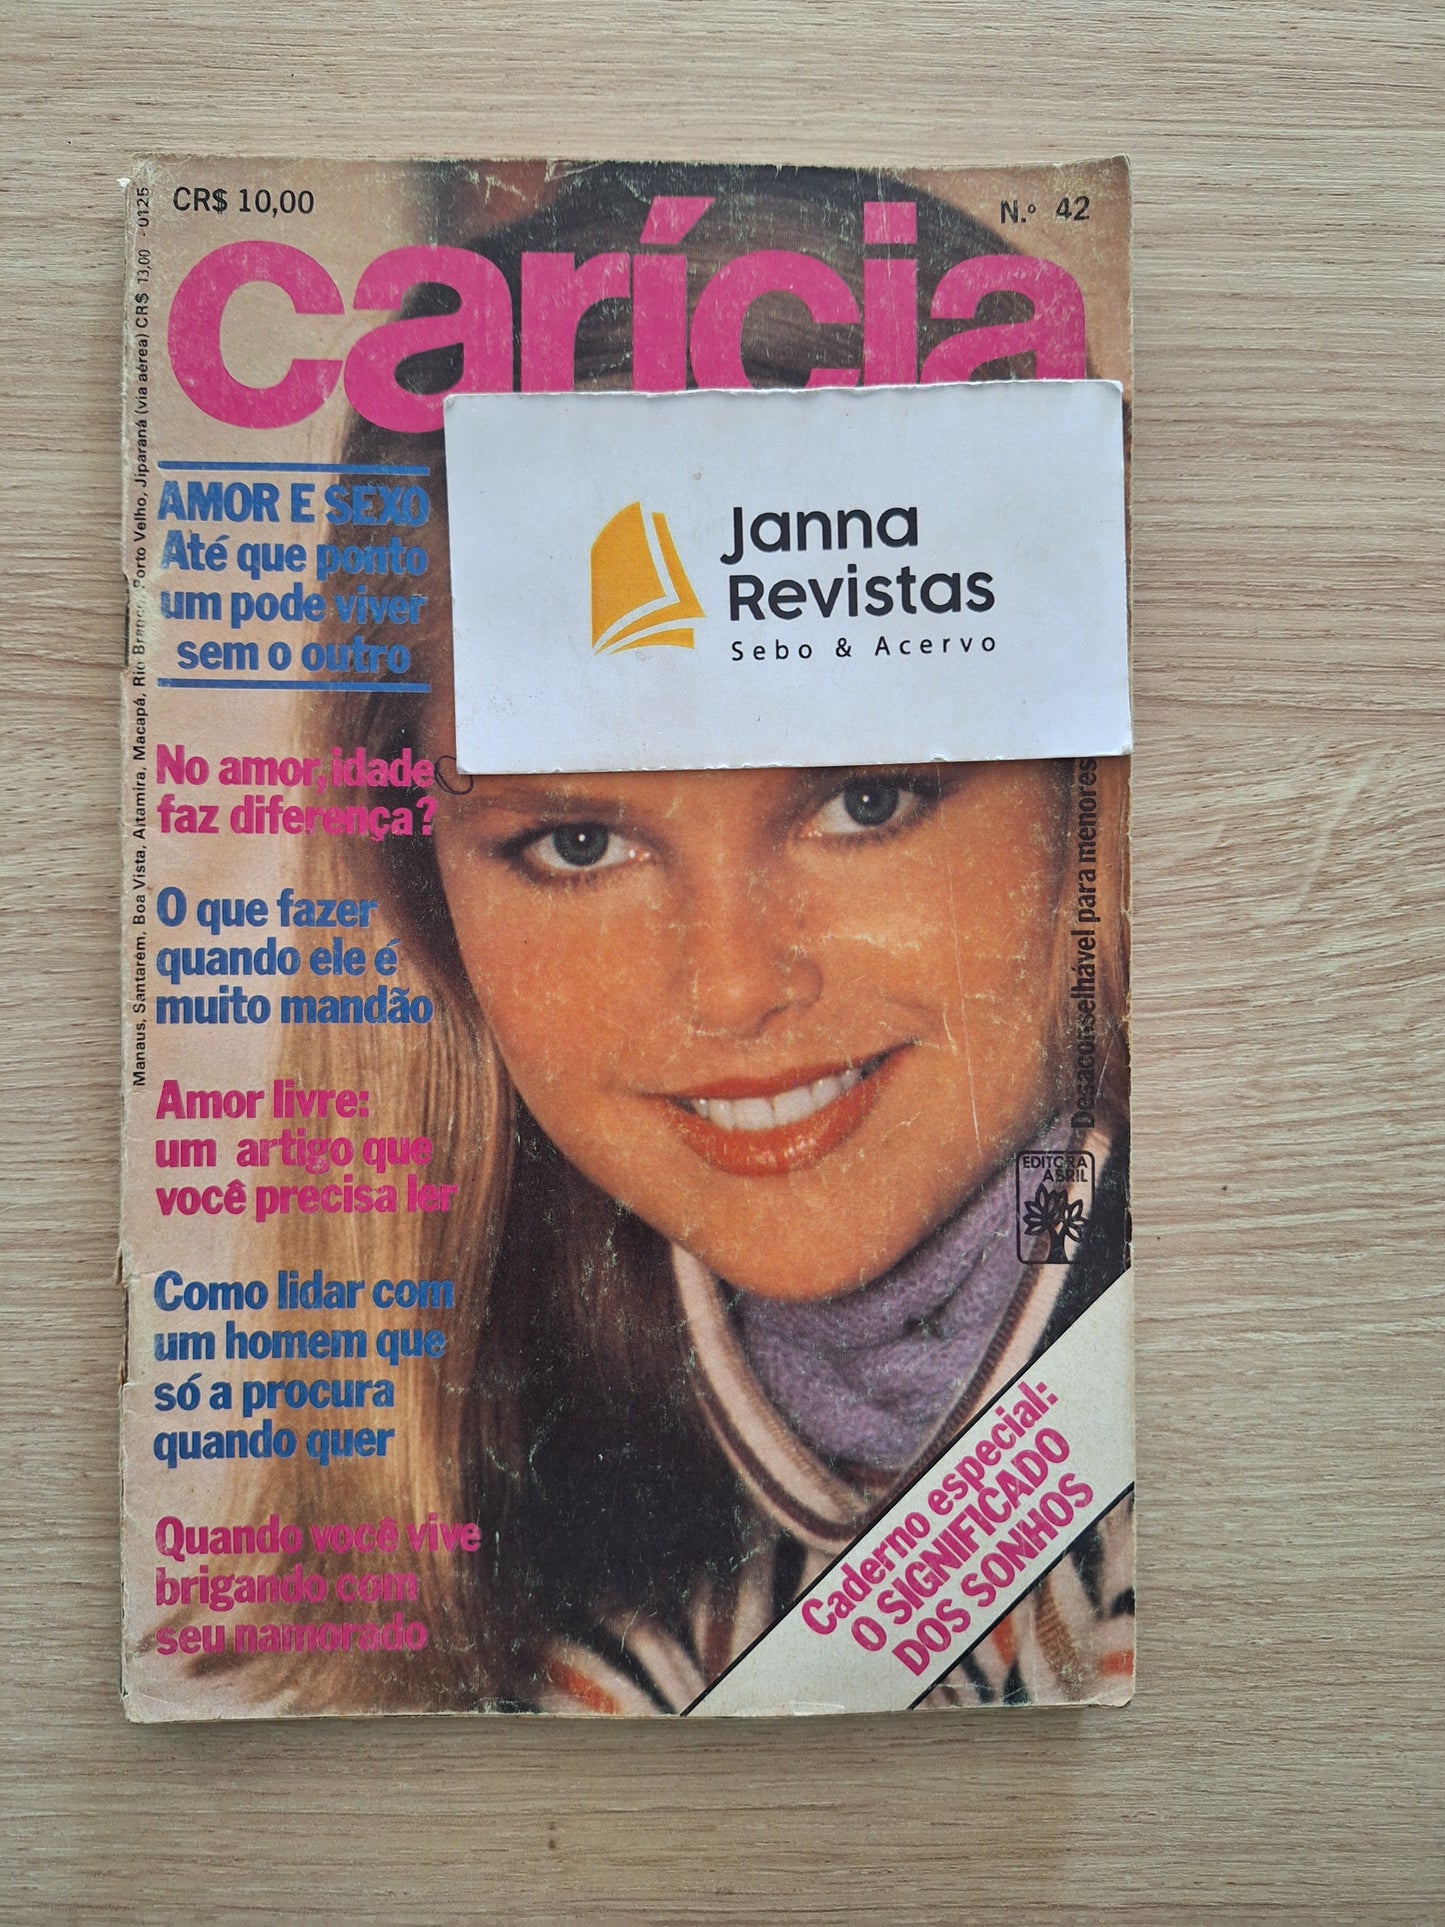 CR$ 10,00
N.º 42
carícia
Manaus, Santarém, Boa Vista, Altamira, Macapá, Rio Branco, Porto Velho, Jiparaná (via aérea) CR$ 13,00 - 0125
Janna
Revistas
Sebo & Acervo
AMOR E SEXO
Até que ponto
um pode viver
sem o outro
No amor, idade
faz diferença?
O que fazer
quando ele é
muito mandão
Amor livre:
um artigo que
você precisa ler
Como lidar com
um homem que
só a procura
quando quer
Quando você vive
brigando com
seu namorado
Desaconselhável para menores
EDITORA
ABRIL
Caderno especial:
O SIGNIFICADO
DOS SONHOS